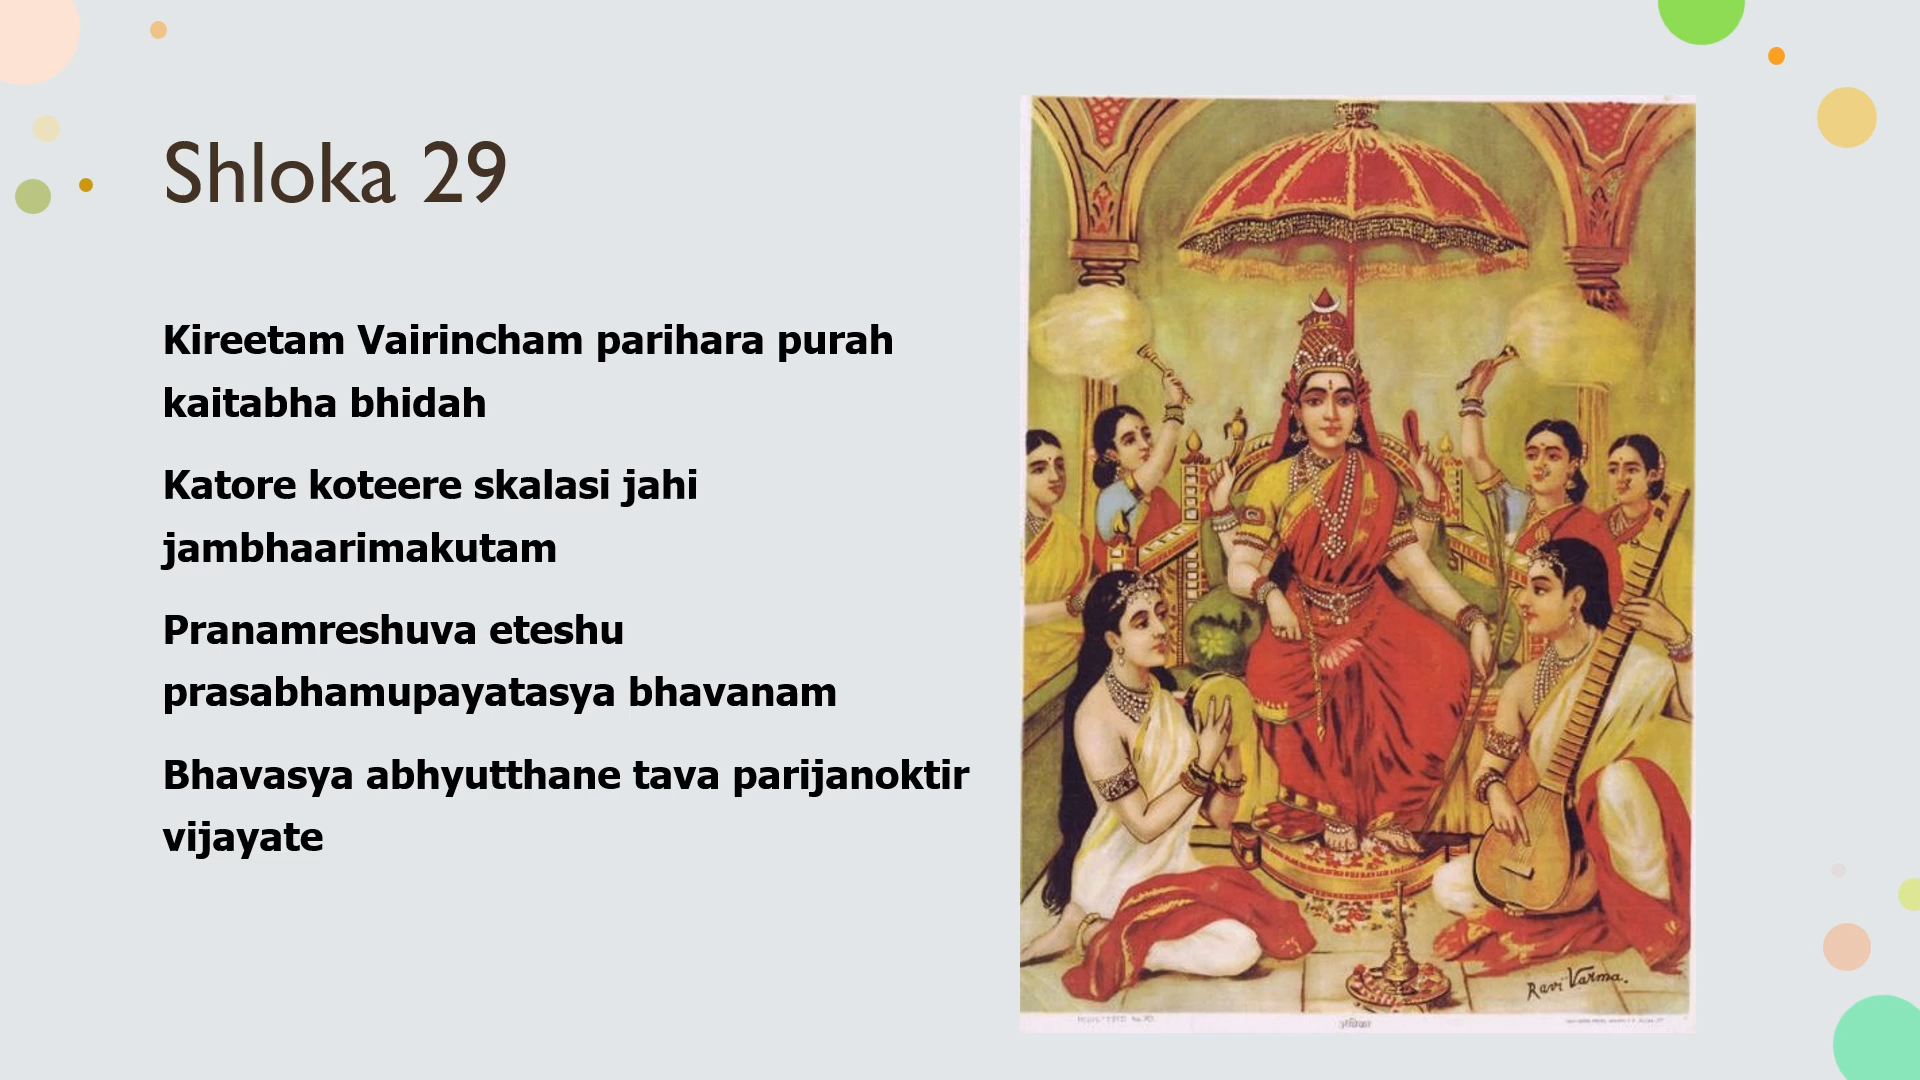 Shloka 29
Kireetam Vairincham parihara purah
kaitabha bhidah
Katore koteere skalasi jahi
jambhaarimakutam
Pranamreshuva eteshu
prasabhamupayatasya bhavanam
Bhavasya abhyutthane tava parijanoktir
vijayate
Ravi Varma.